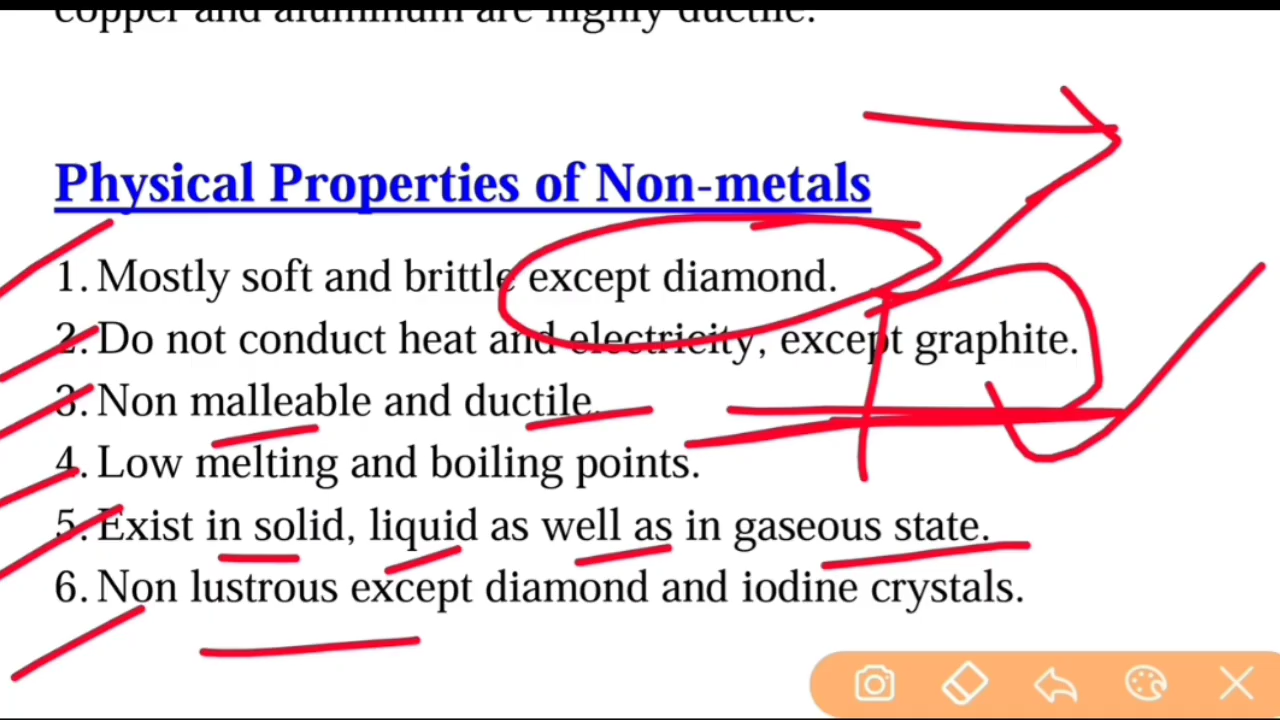 copper and aluminum are highly ductile.
Physical Properties of Non-metals
1. Mostly soft and brittle except diamond.
2. Do not conduct heat and electricity, except graphite.
3. Non malleable and ductile.
4. Low melting and boiling points.
5. Exist in solid, liquid as well as in gaseous state.
6. Non lustrous except diamond and iodine crystals.